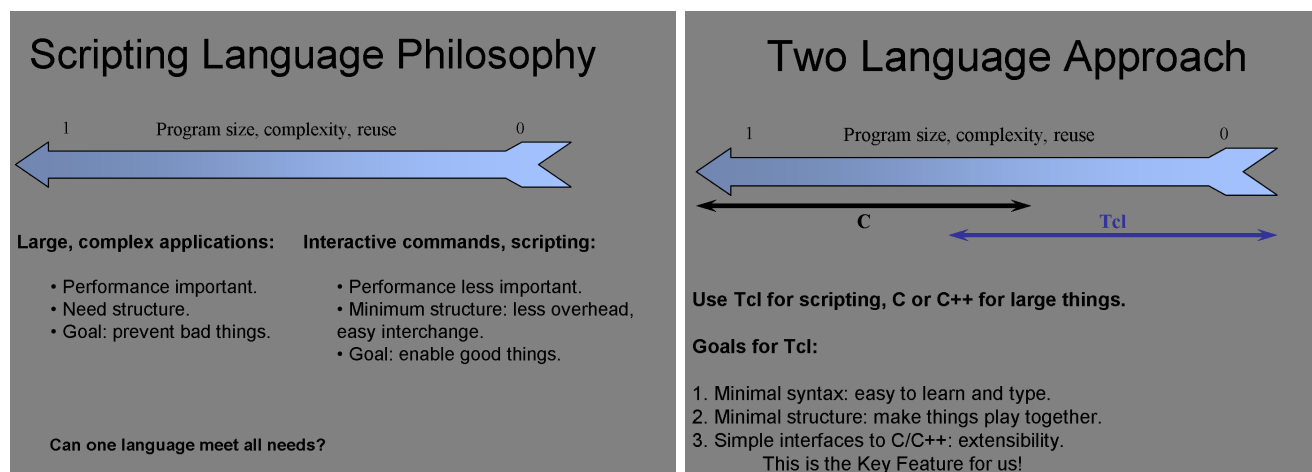 Scripting Language Philosophy
1 Program size, complexity, reuse 0
Large, complex applications:
• Performance important.
• Need structure.
• Goal: prevent bad things.
Interactive commands, scripting:
• Performance less important.
• Minimum structure: less overhead,
easy interchange.
• Goal: enable good things.
Can one language meet all needs?
Two Language Approach
1 Program size, complexity, reuse 0
C
Tcl
Use Tcl for scripting, C or C++ for large things.
Goals for Tcl:
1. Minimal syntax: easy to learn and type.
2. Minimal structure: make things play together.
3. Simple interfaces to C/C++: extensibility.
This is the Key Feature for us!